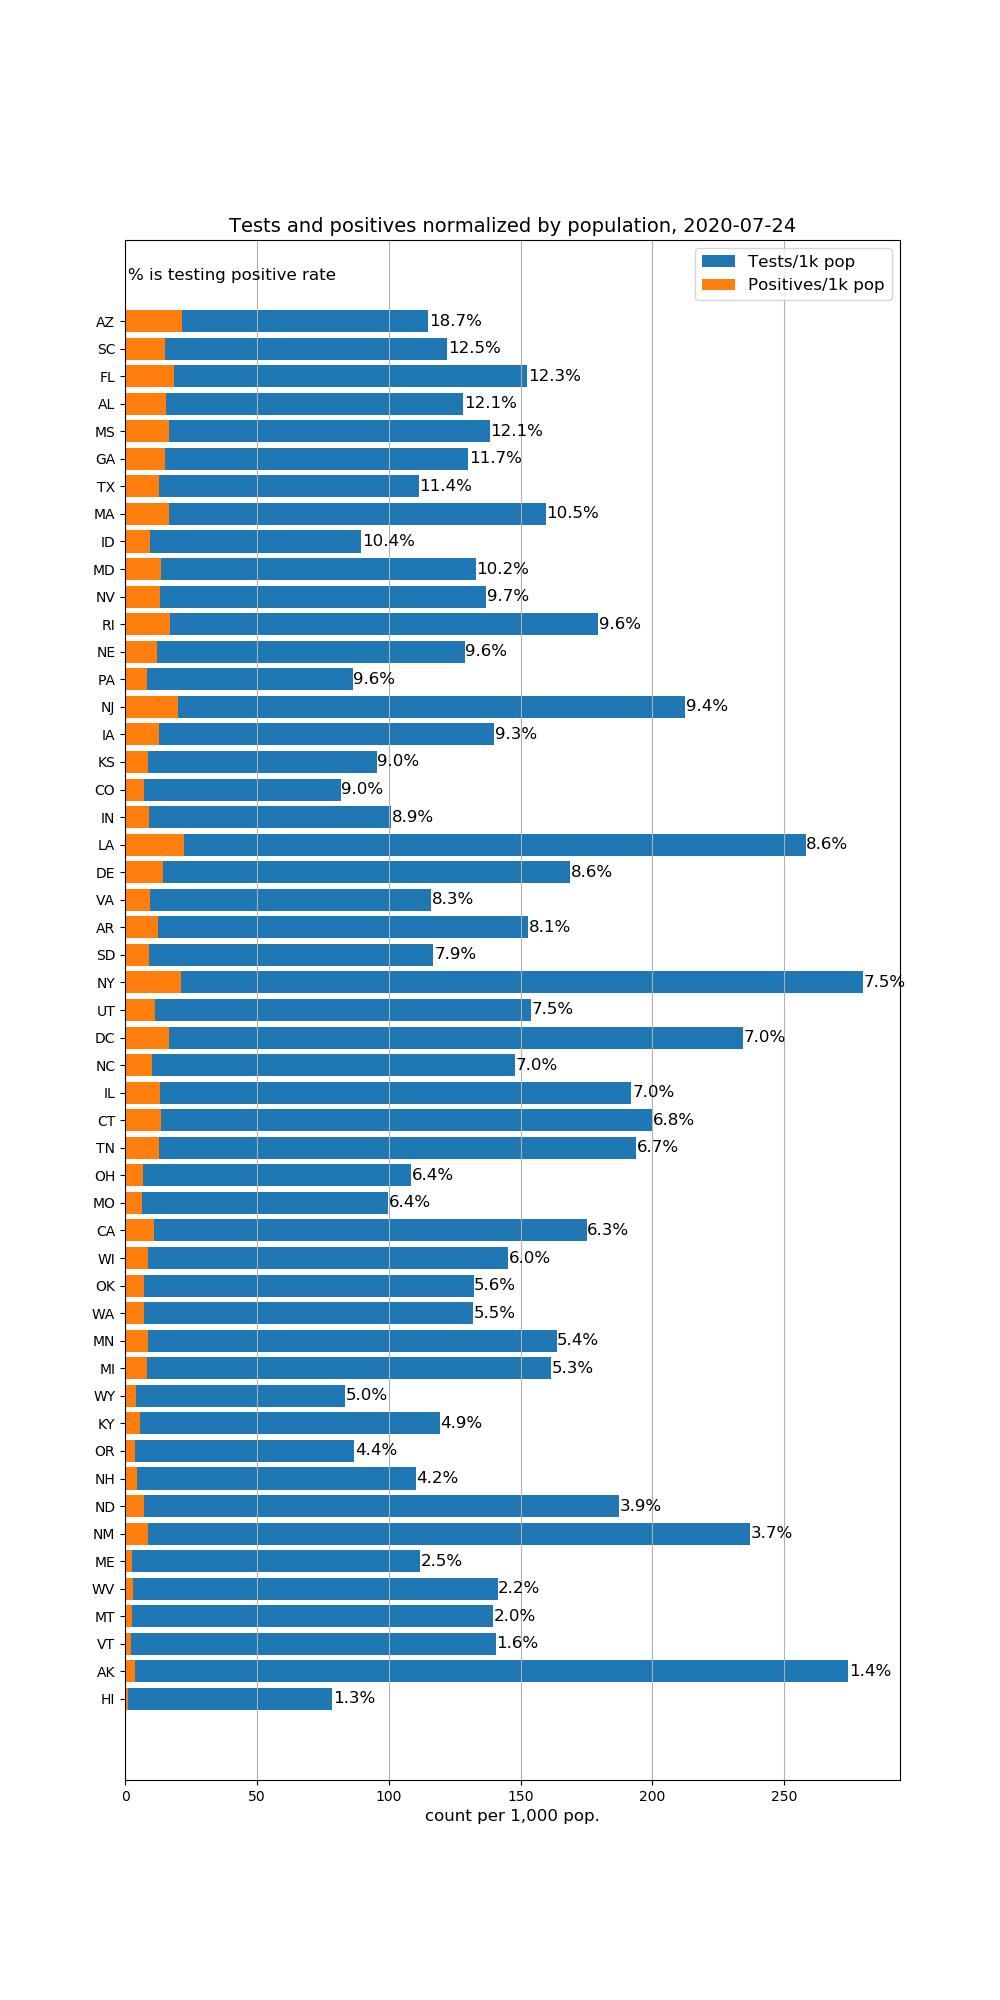 Tests and positives normalized by population, 2020-07-24
% is testing positive rate
Tests/1k pop
Positives/1k pop
AZ 18.7%
SC 12.5%
FL 12.3%
AL 12.1%
MS 12.1%
GA 11.7%
TX 11.4%
MA 10.5%
ID 10.4%
MD 10.2%
NV 9.7%
RI 9.6%
NE 9.6%
PA 9.6%
NJ 9.4%
IA 9.3%
KS 9.0%
CO 9.0%
IN 8.9%
LA 8.6%
DE 8.6%
VA 8.3%
AR 8.1%
SD 7.9%
NY 7.5%
UT 7.5%
DC 7.0%
NC 7.0%
IL 7.0%
CT 6.8%
TN 6.7%
OH 6.4%
MO 6.4%
CA 6.3%
WI 6.0%
OK 5.6%
WA 5.5%
MN 5.4%
MI 5.3%
WY 5.0%
KY 4.9%
OR 4.4%
NH 4.2%
ND 3.9%
NM 3.7%
ME 2.5%
WV 2.2%
MT 2.0%
VT 1.6%
AK 1.4%
HI 1.3%
0 50 100 150 200 250
count per 1,000 pop.